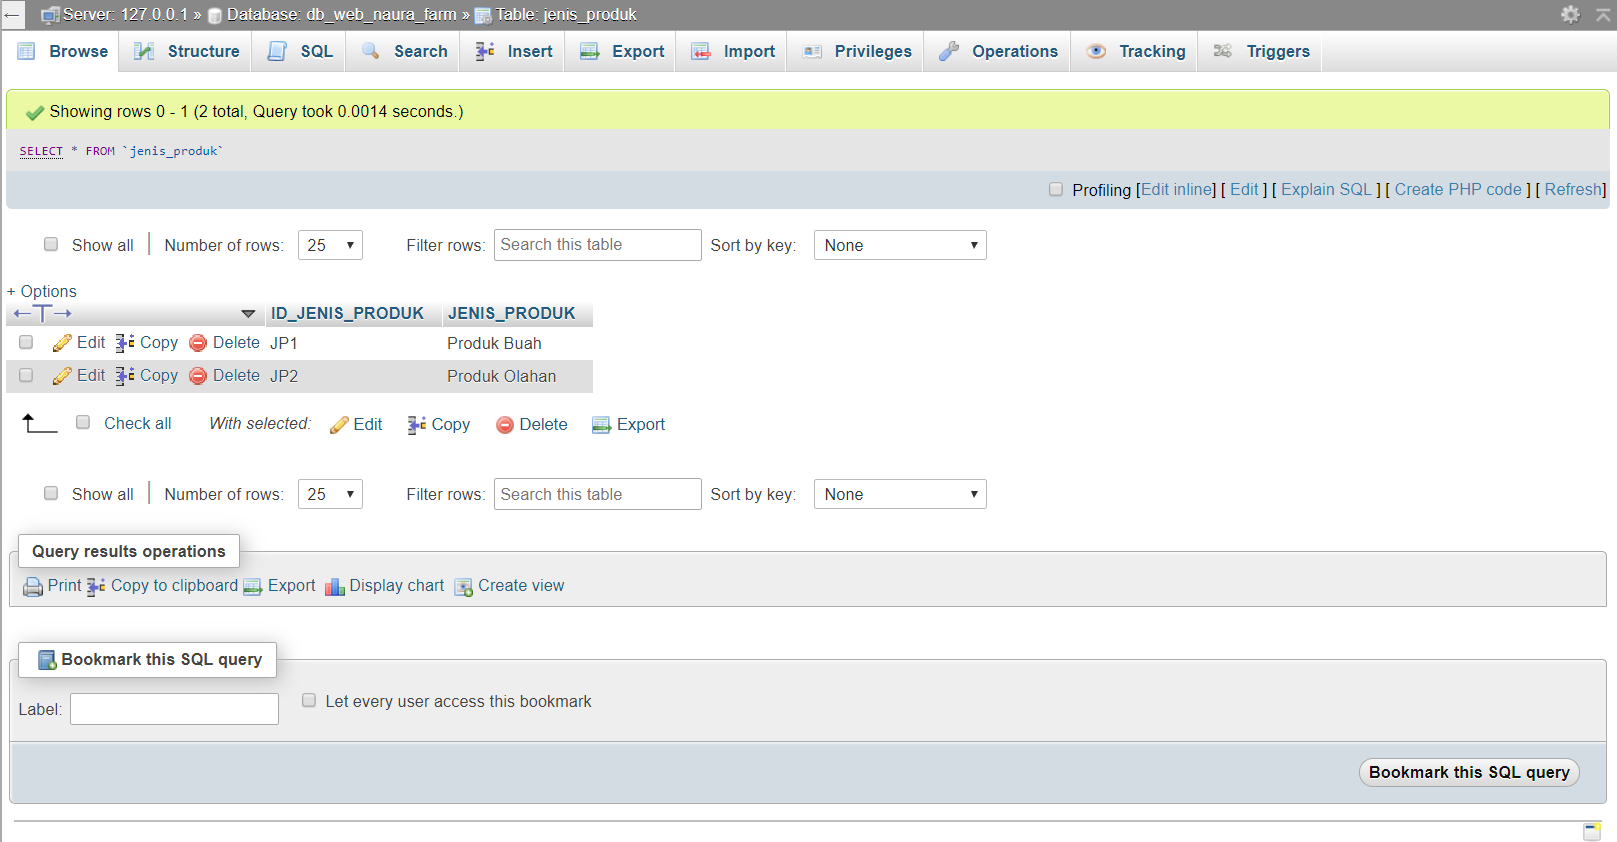 Server: 127.0.0.1 » Database: db_web_naura_farm » Table: jenis_produk
Browse Structure SQL Search Insert Export Import Privileges Operations Tracking Triggers
Showing rows 0 - 1 (2 total, Query took 0.0014 seconds.)
SELECT * FROM `jenis_produk`
Profiling [Edit inline] [ Edit ] [ Explain SQL ] [ Create PHP code ] [ Refresh]
Show all | Number of rows: 25 Filter rows: Search this table Sort by key: None
+ Options
ID_JENIS_PRODUK JENIS_PRODUK
Edit Copy Delete JP1 Produk Buah
Edit Copy Delete JP2 Produk Olahan
Check all With selected: Edit Copy Delete Export
Show all | Number of rows: 25 Filter rows: Search this table Sort by key: None
Query results operations
Print Copy to clipboard Export Display chart Create view
Bookmark this SQL query
Label: Let every user access this bookmark
Bookmark this SQL query